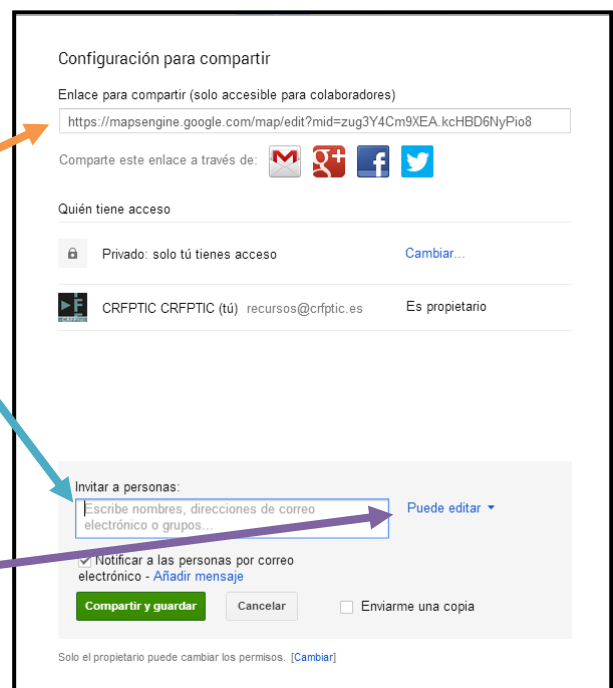 Configuración para compartir
Enlace para compartir (solo accesible para colaboradores)
https://mapsengine.google.com/map/edit?mid=zug3Y4Cm9XEA.kcHBD6NyPio8
Comparte este enlace a través de:
Quién tiene acceso
Privado: solo tú tienes acceso Cambiar...
CRFPTIC CRFPTIC (tú) recursos@crfptic.es Es propietario
Invitar a personas:
Escribe nombres, direcciones de correo
electrónico o grupos...
Puede editar
Notificar a las personas por correo
electrónico - Añadir mensaje
Compartir y guardar Cancelar Enviarme una copia
Solo el propietario puede cambiar los permisos. [Cambiar]